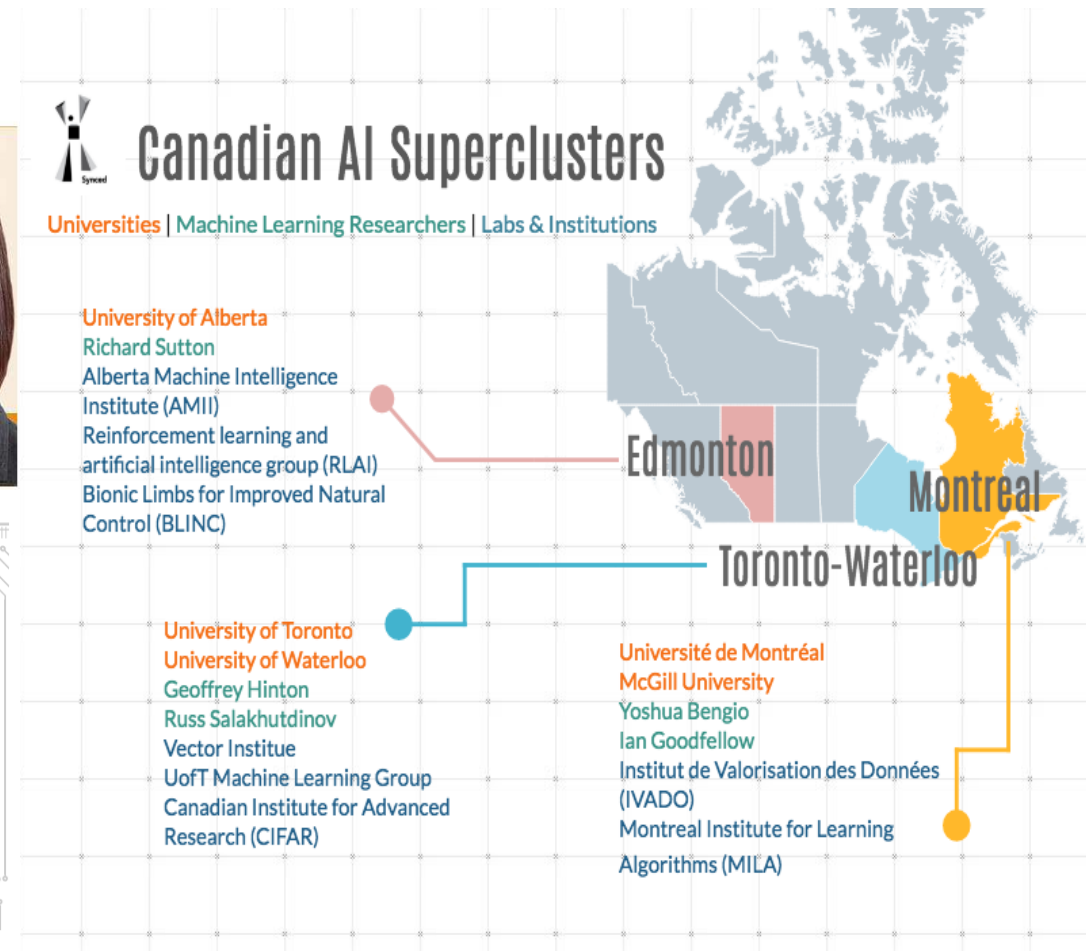 Synced
Canadian AI Superclusters
Universities | Machine Learning Researchers | Labs & Institutions
University of Alberta
Richard Sutton
Alberta Machine Intelligence
Institute (AMII)
Reinforcement learning and
artificial intelligence group (RLAI)
Bionic Limbs for Improved Natural
Control (BLINC)
Edmonton
Montreal
Toronto-Waterloo
University of Toronto
University of Waterloo
Geoffrey Hinton
Russ Salakhutdinov
Vector Institue
UofT Machine Learning Group
Canadian Institute for Advanced
Research (CIFAR)
Université de Montréal
McGill University
Yoshua Bengio
Ian Goodfellow
Institut de Valorisation des Données
(IVADO)
Montreal Institute for Learning
Algorithms (MILA)